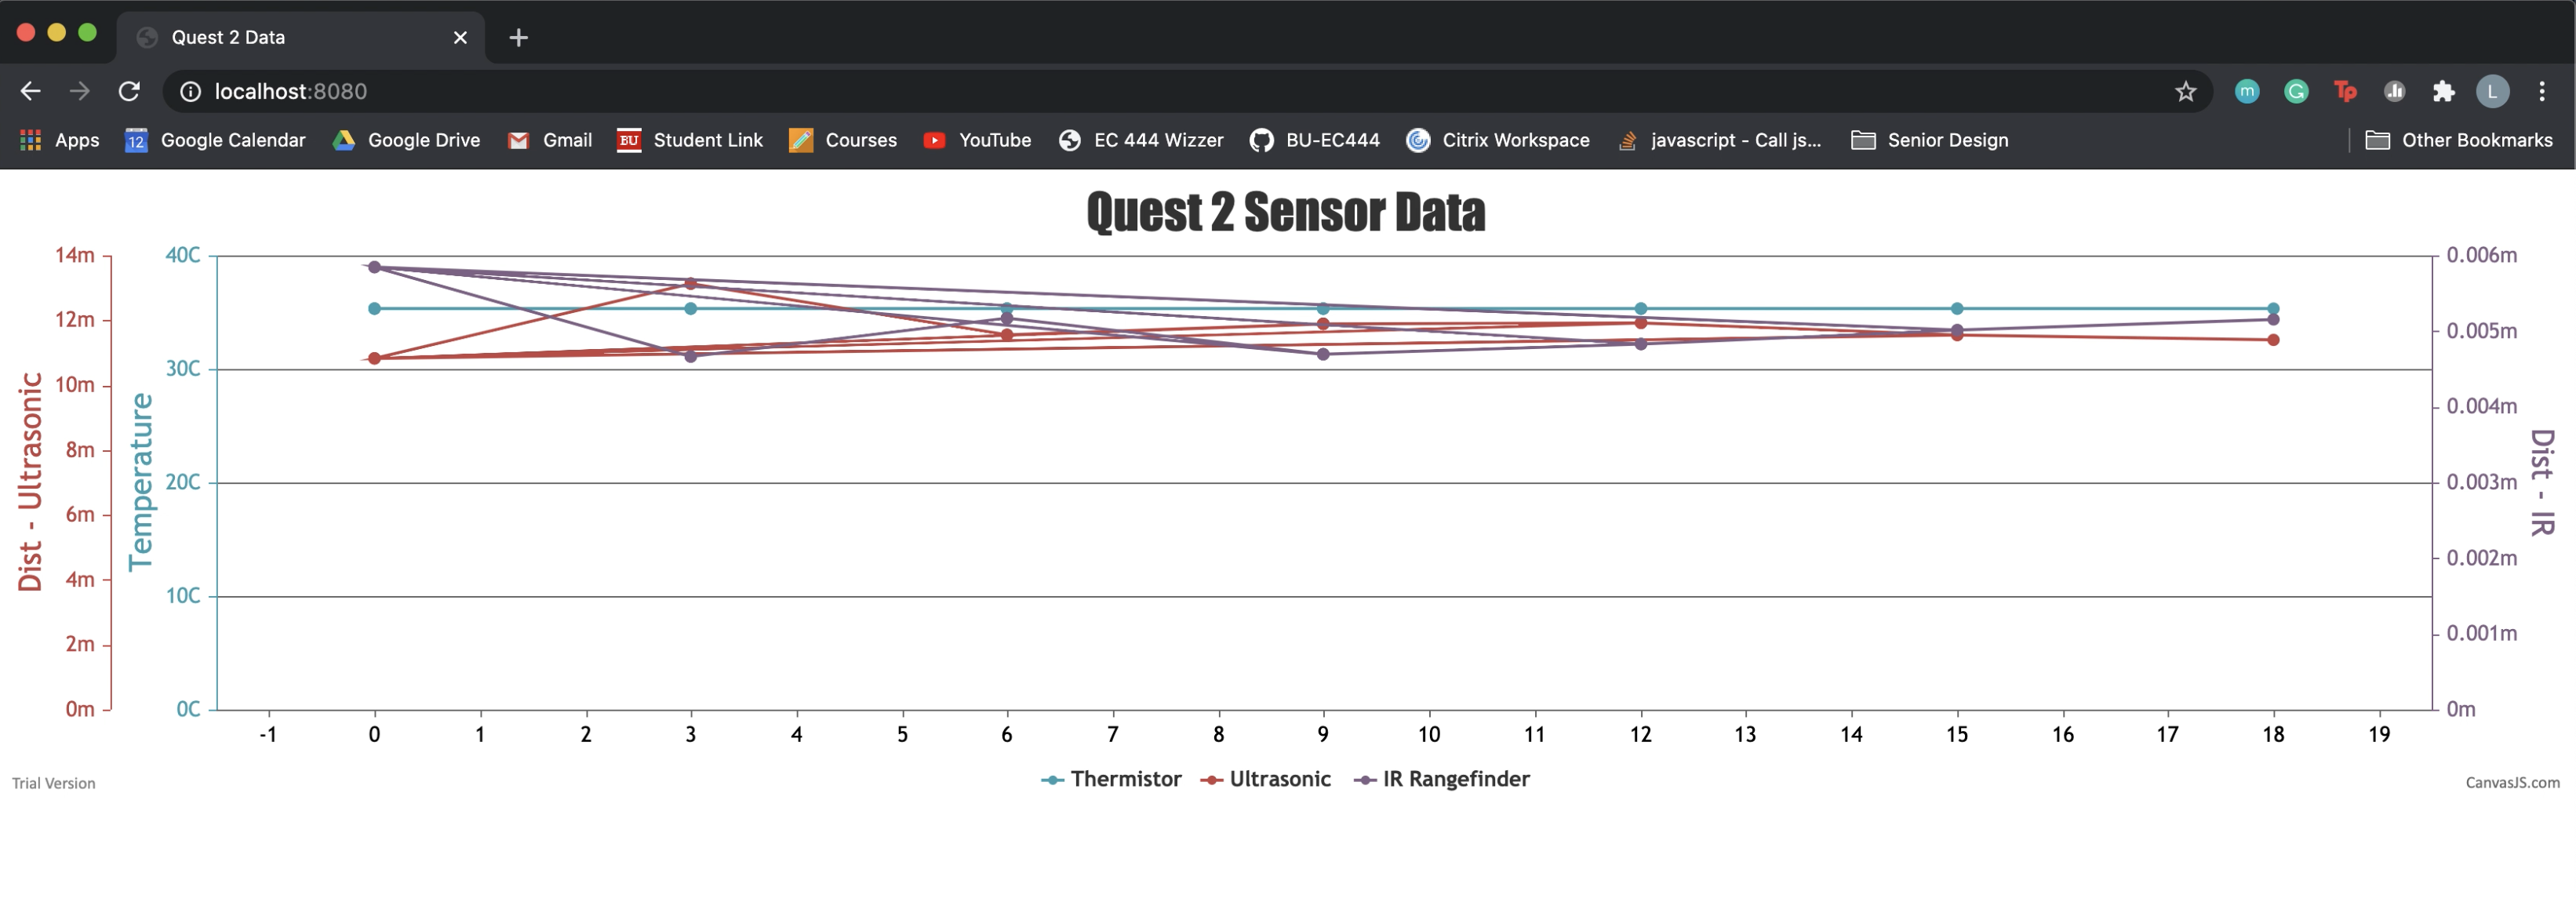 Quest 2 Data
localhost:8080
m
G
Tp
L
Apps
12
Google Calendar
Google Drive
Gmail
BU
Student Link
Courses
YouTube
EC 444 Wizzer
BU-EC444
Citrix Workspace
javascript - Call js...
Senior Design
Other Bookmarks
Quest 2 Sensor Data
Dist - Ultrasonic
14m
12m
10m
8m
6m
4m
2m
0m
Temperature
40C
30C
20C
10C
0C
0.006m
0.005m
0.004m
0.003m
0.002m
0.001m
0m
Dist - IR
-1 0 1 2 3 4 5 6 7 8 9 10 11 12 13 14 15 16 17 18 19
Thermistor Ultrasonic IR Rangefinder
Trial Version
CanvasJS.com